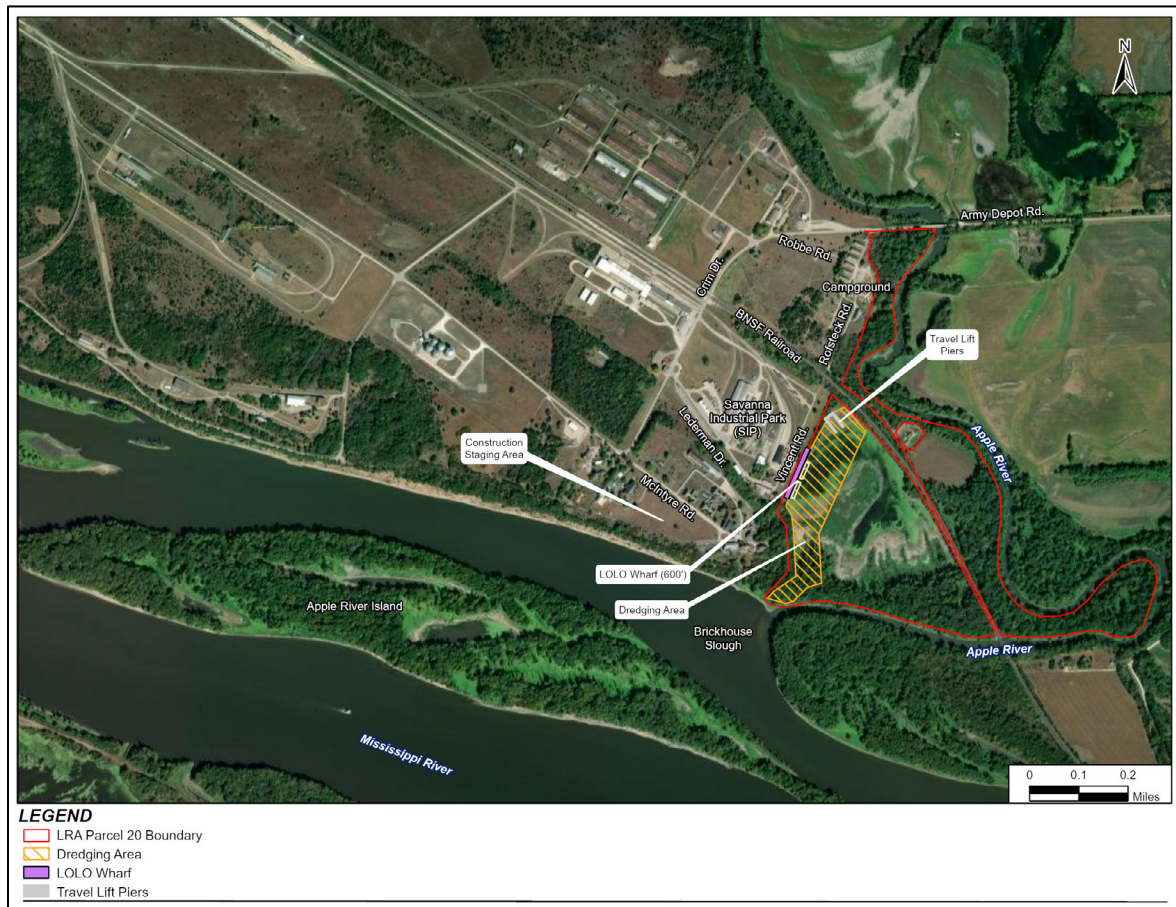 N
Army Depot Rd.
Robbe Rd.
Crim Dr.
Campground
BNSF Railroad
Rofsteck Rd.
Travel Lift
Piers
Savanna
Industrial Park
(SIP)
Apple River
Lederman Dr.
Vincent Rd.
Construction
Staging Area
McIntyre Rd.
LOLO Wharf (600')
Dredging Area
Apple River Island
Brickhouse
Slough
Apple River
Mississippi River
0 0.1 0.2
Miles
LEGEND
LRA Parcel 20 Boundary
Dredging Area
LOLO Wharf
Travel Lift Piers